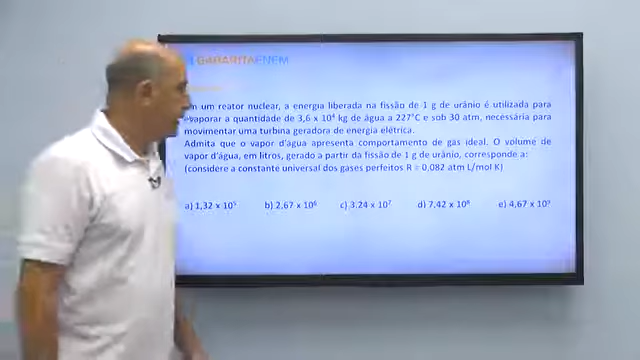 GABARITAENEM
um reator nuclear, a energia liberada na fissão de 1 g de urânio é utilizada para
vaporar a quantidade de 3,6 x 10⁴ kg de água a 227°C e sob 30 atm, necessária para
movimentar uma turbina geradora de energia elétrica.
Admita que o vapor d'água apresenta comportamento de gás ideal. O volume de
vapor d'água, em litros, gerado a partir da fissão de 1 g de urânio, corresponde a:
(considere a constante universal dos gases perfeitos R = 0,082 atm L/mol K)
a) 1,32 x 10⁵ b) 2,67 x 10⁶ c) 3,24 x 10⁷ d) 7,42 x 10⁸ e) 4,67 x 10⁹